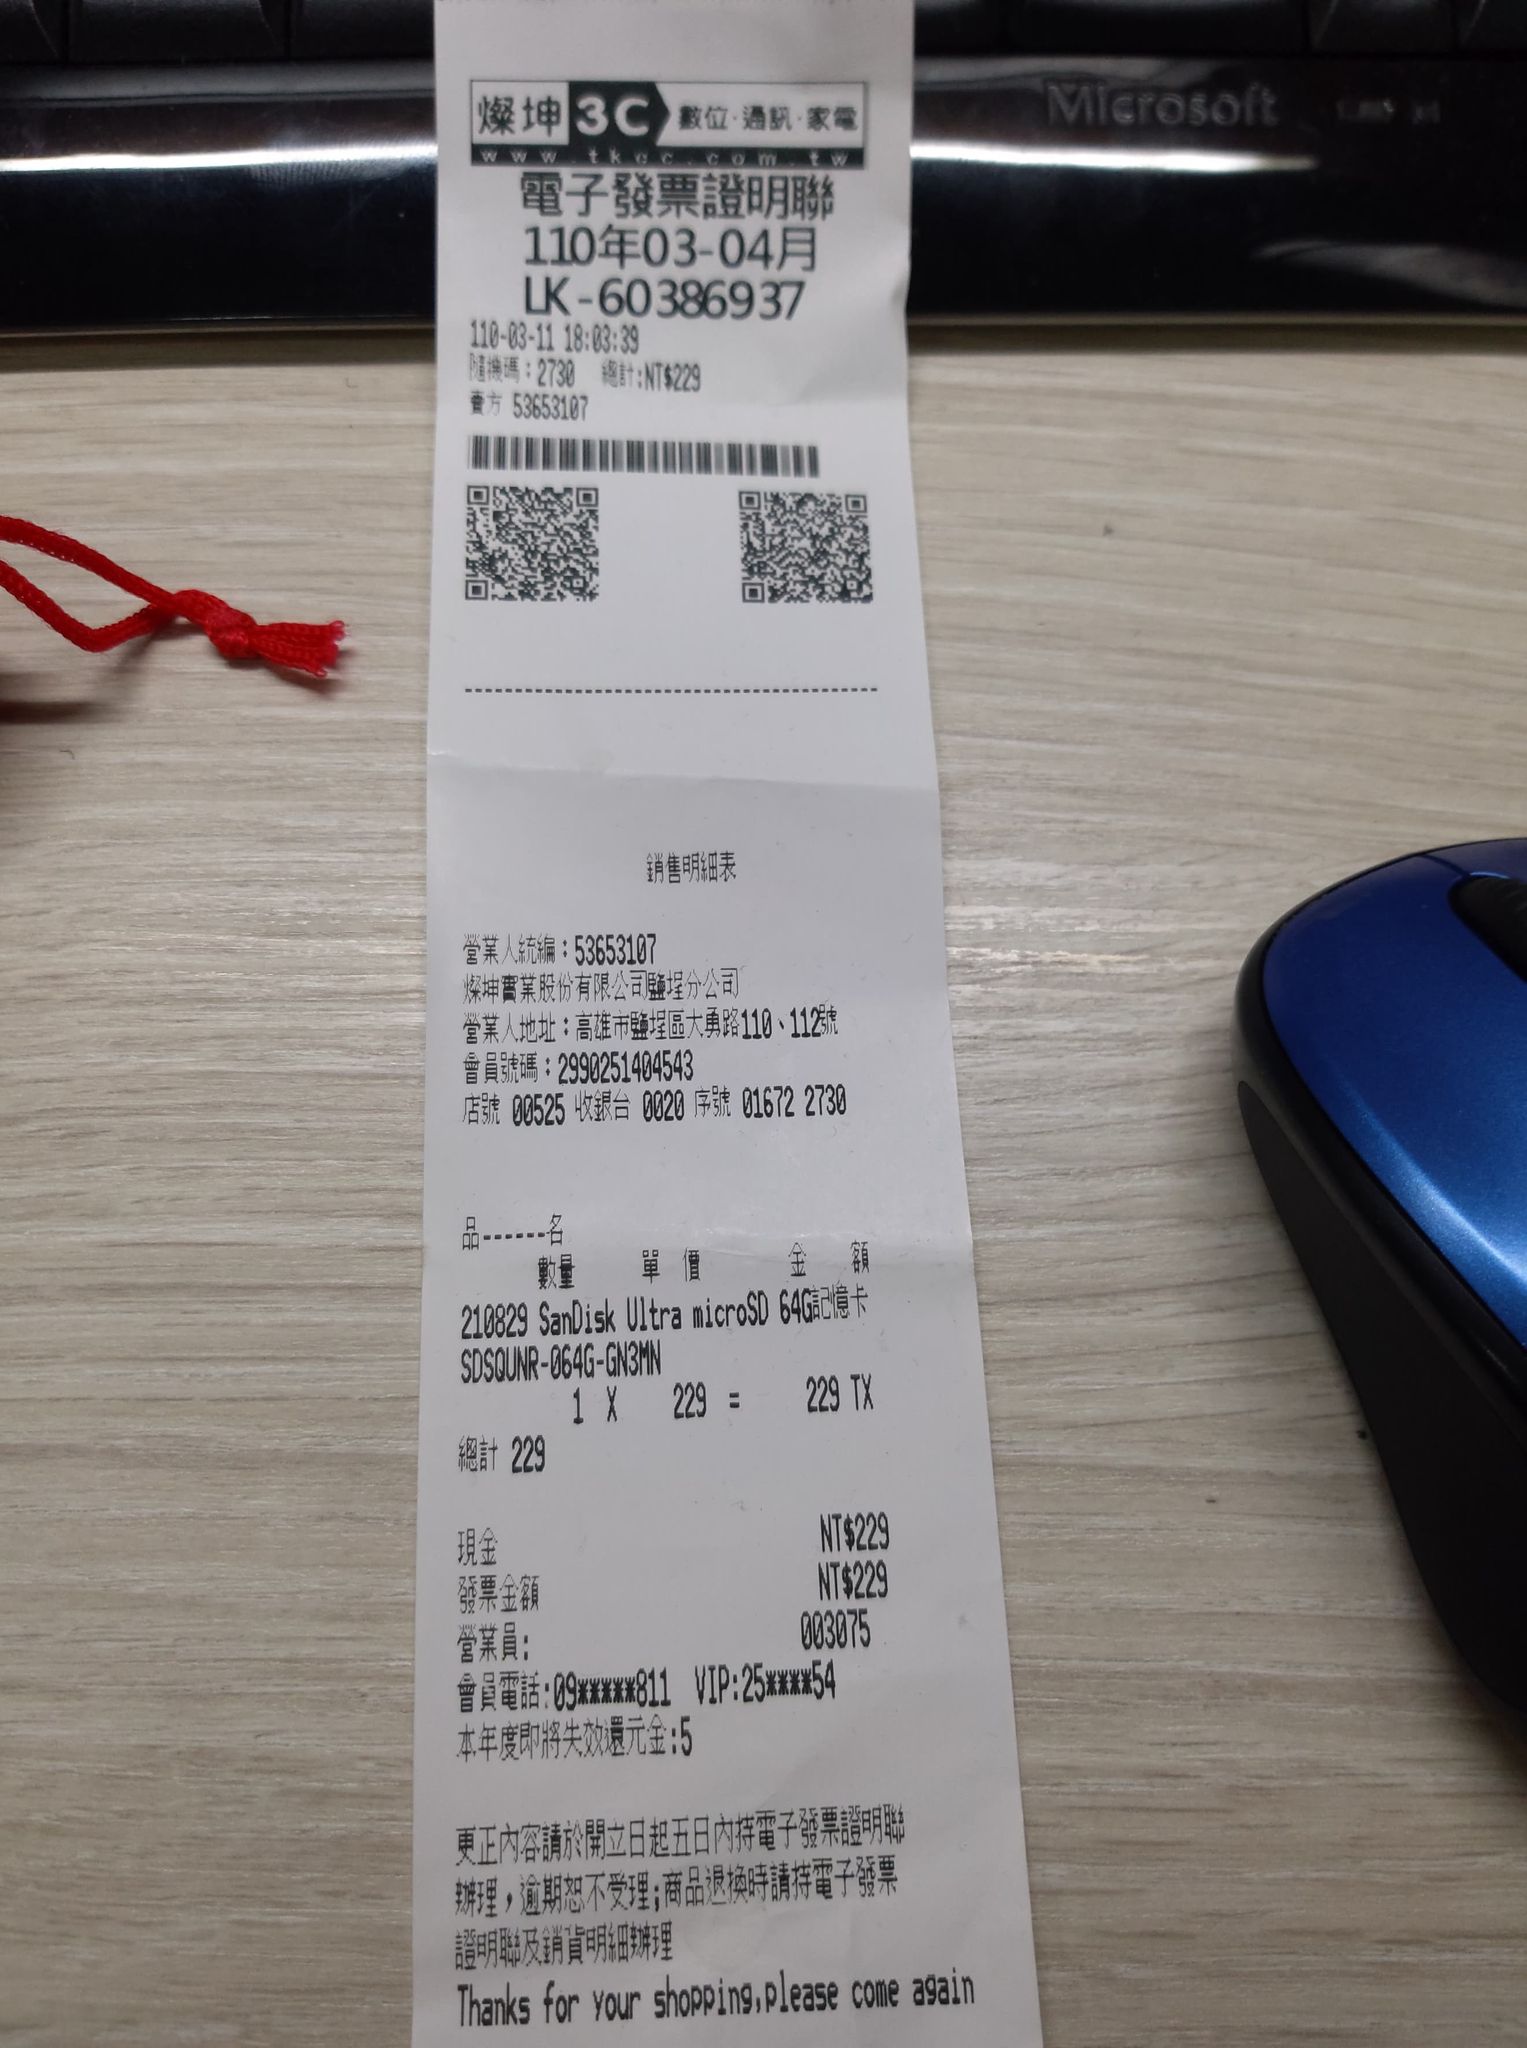 Microsoft
燦坤 3C 數位·通訊·家電
www.tkec.com.tw
電子發票證明聯
110年03-04月
LK-60386937
110-03-11 18:03:39
隨機碼：2730 總計:NT$229
賣方 53653107
銷售明細表
營業人統編：53653107
燦坤實業股份有限公司鹽埕分公司
營業人地址：高雄市鹽埕區大勇路110、112號
會員號碼：2990251404543
店號 00525 收銀台 0020 序號 01672 2730
品------名
數量 單 價 金 額
210829 SanDisk Ultra microSD 64G記憶卡
SDSQUNR-064G-GN3MN
1 X 229 = 229 TX
總計 229
現金 NT$229
發票金額 NT$229
營業員: 003075
會員電話:09*****811 VIP:25****54
本年度即將失效還元金:5
更正內容請於開立日起五日內持電子發票證明聯
辦理，逾期恕不受理;商品退換時請持電子發票
證明聯及銷貨明細辦理
Thanks for your shopping,please come again